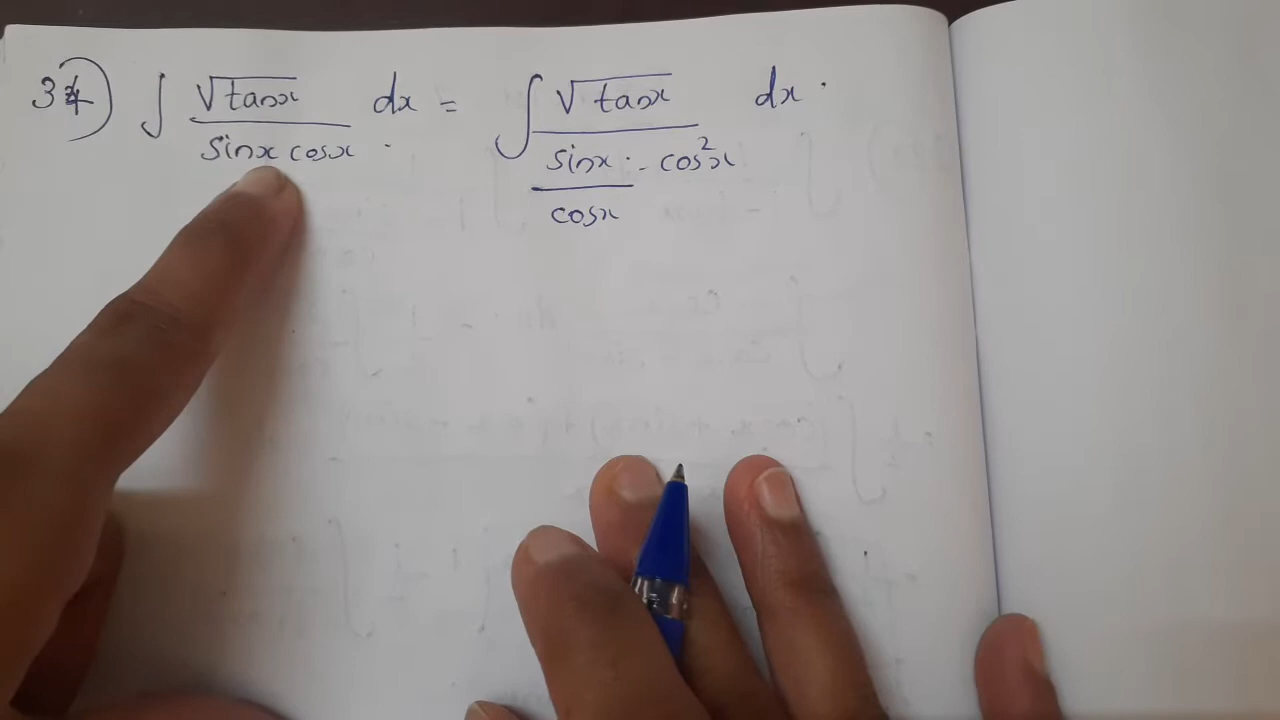 34) ∫ √tanx / sinx cosx dx = ∫ √tanx / (sinx / cosx · cos²x) dx.